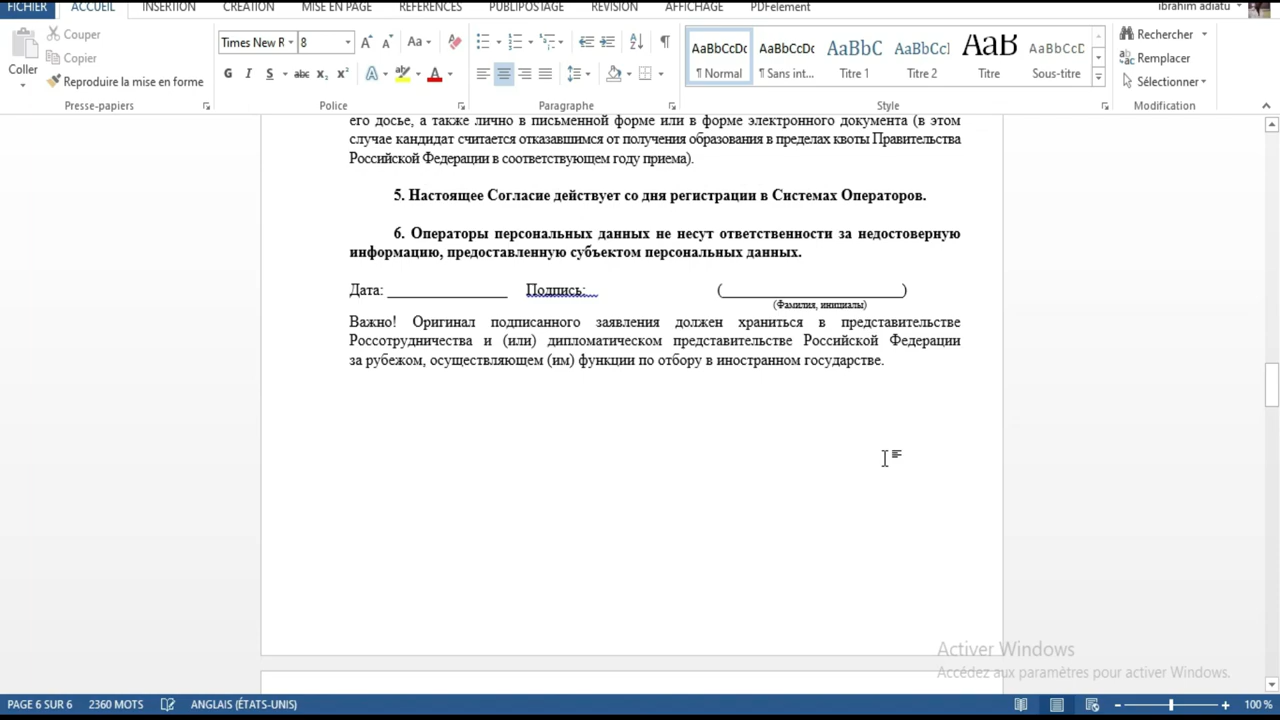 FICHIER ACCUEIL INSERTION CRÉATION MISE EN PAGE RÉFÉRENCES PUBLIPOSTAGE RÉVISION AFFICHAGE PDFelement ibrahim adiatu
Coller
Couper
Copier
Reproduire la mise en forme
Presse-papiers
Times New R 8
Aa
G I S abc x₂ x² A A
Police
Paragraphe
AaBbCcDc AaBbCcDc AaBbC AaBbCcl AaB AaBbCcD
¶ Normal ¶ Sans int... Titre 1 Titre 2 Titre Sous-titre
Style
Rechercher
Remplacer
Sélectionner
Modification
его досье, а также лично в письменной форме или в форме электронного документа (в этом
случае кандидат считается отказавшимся от получения образования в пределах квоты Правительства
Российской Федерации в соответствующем году приема).
5. Настоящее Согласие действует со дня регистрации в Системах Операторов.
6. Операторы персональных данных не несут ответственности за недостоверную
информацию, предоставленную субъектом персональных данных.
Дата: ________________ Подпись: (________________________)
(Фамилия, инициалы)
Важно! Оригинал подписанного заявления должен храниться в представительстве
Россотрудничества и (или) дипломатическом представительстве Российской Федерации
за рубежом, осуществляющем (им) функции по отбору в иностранном государстве.
Activer Windows
Accédez aux paramètres pour activer Windows.
PAGE 6 SUR 6 2360 MOTS ANGLAIS (ÉTATS-UNIS) 100 %